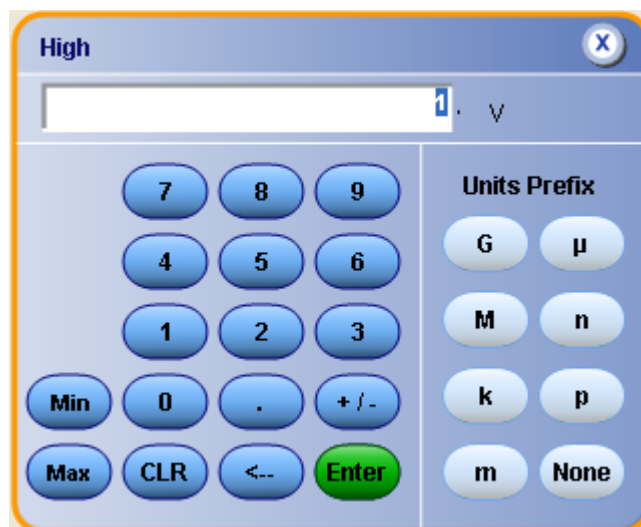 High X
1 . V
7 8 9 Units Prefix
4 5 6 G µ
1 2 3 M n
Min 0 . + / - k p
Max CLR <-- Enter m None